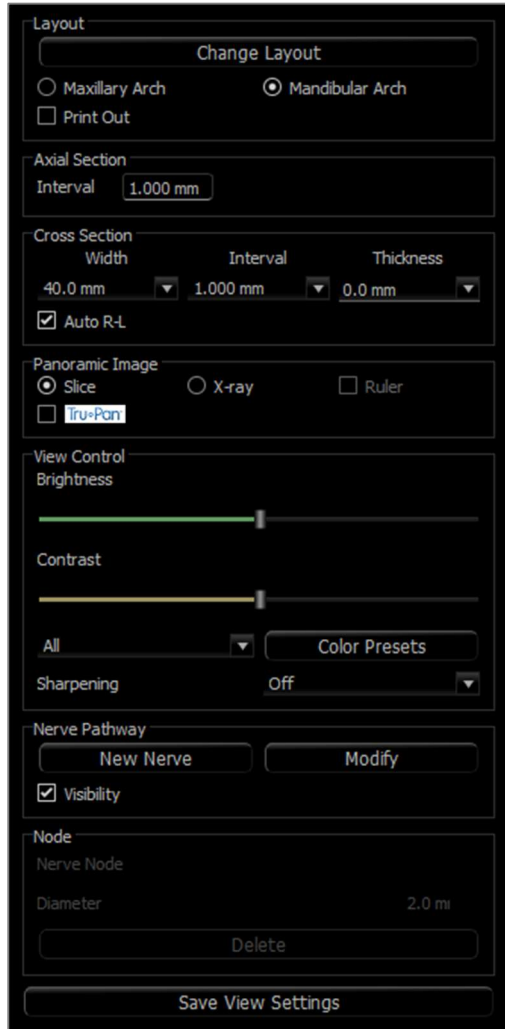 Layout
Change Layout
Maxillary Arch Mandibular Arch
Print Out
Axial Section
Interval 1.000 mm
Cross Section
Width Interval Thickness
40.0 mm 1.000 mm 0.0 mm
Auto R-L
Panoramic Image
Slice X-ray Ruler
Tru•Pan
View Control
Brightness
Contrast
All Color Presets
Sharpening Off
Nerve Pathway
New Nerve Modify
Visibility
Node
Nerve Node
Diameter 2.0 m
Delete
Save View Settings